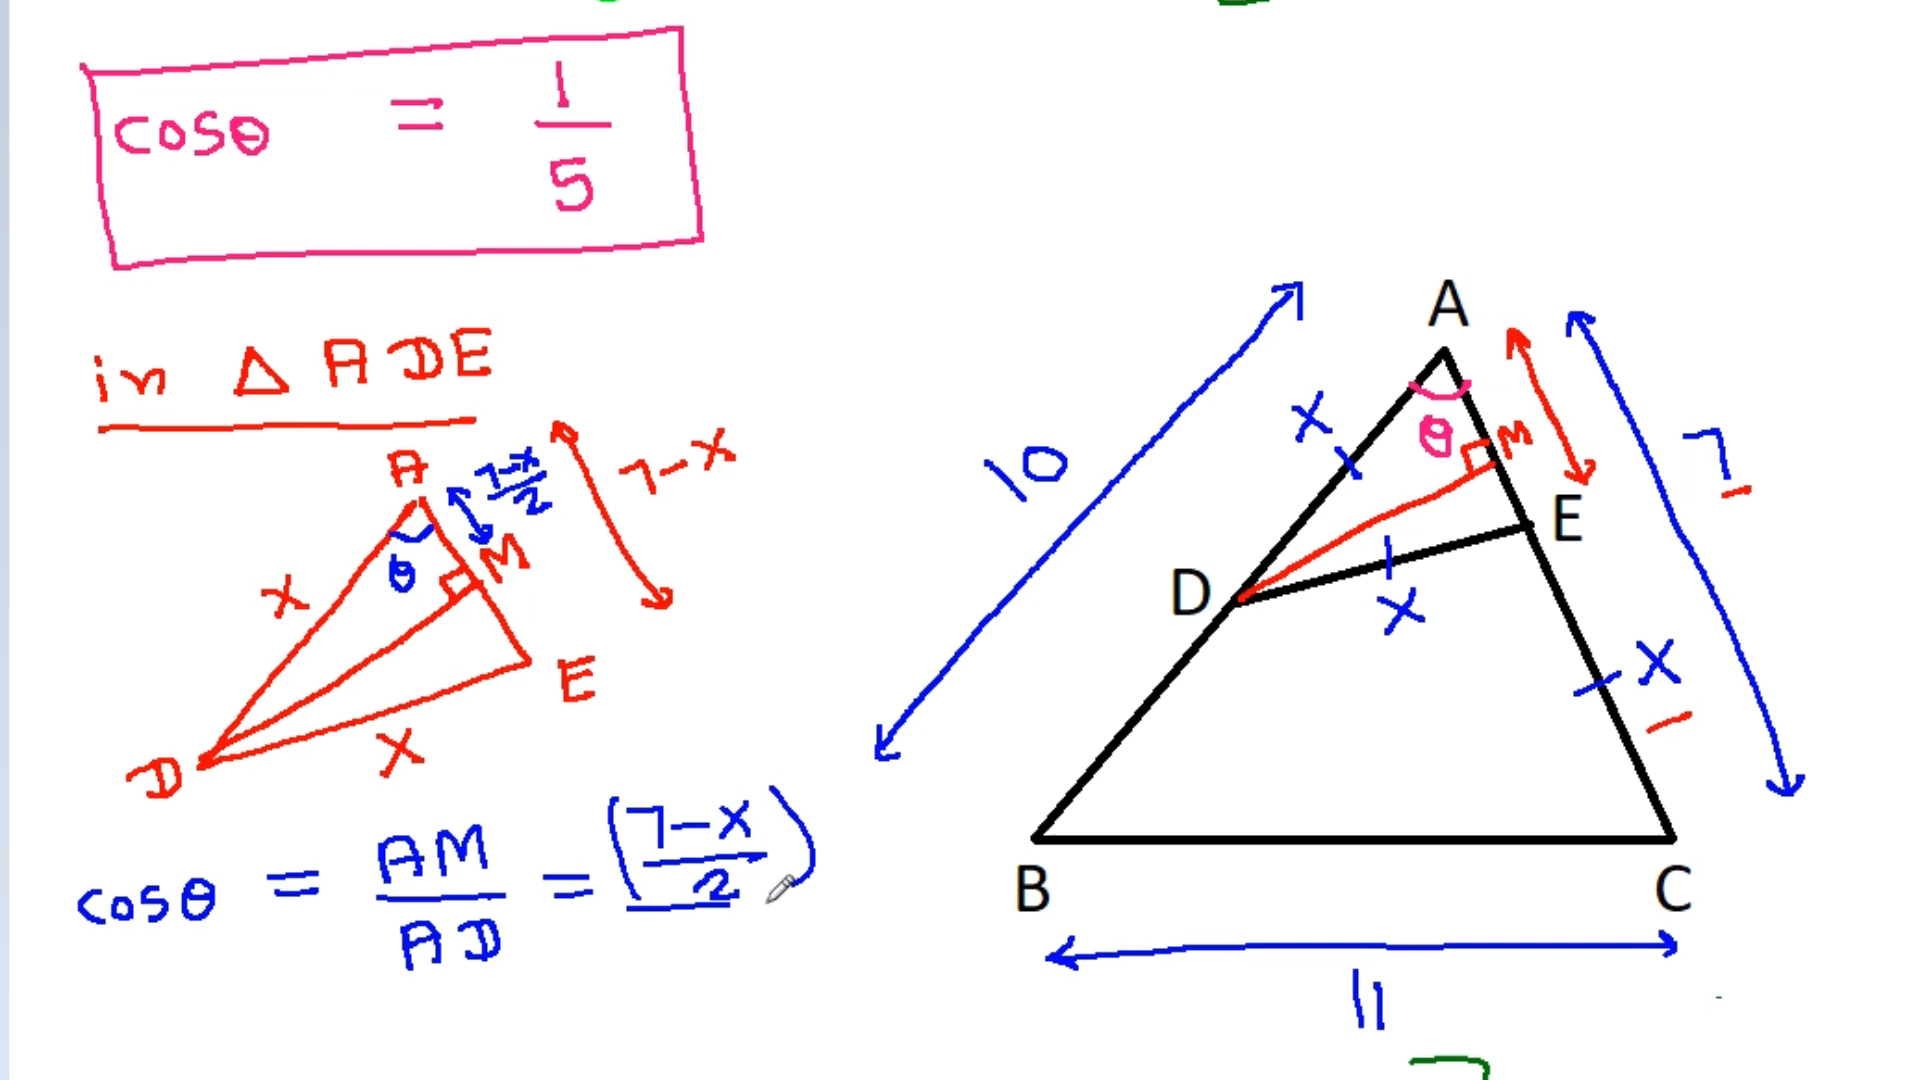 cosθ = 1/5
in Δ ADE
A
7-x/2
7-x
x
θ
M
E
x
D
cosθ = AM/AD = (7-x/2)
A
10
x
θ
M
7
E
D
x
x
B
C
11